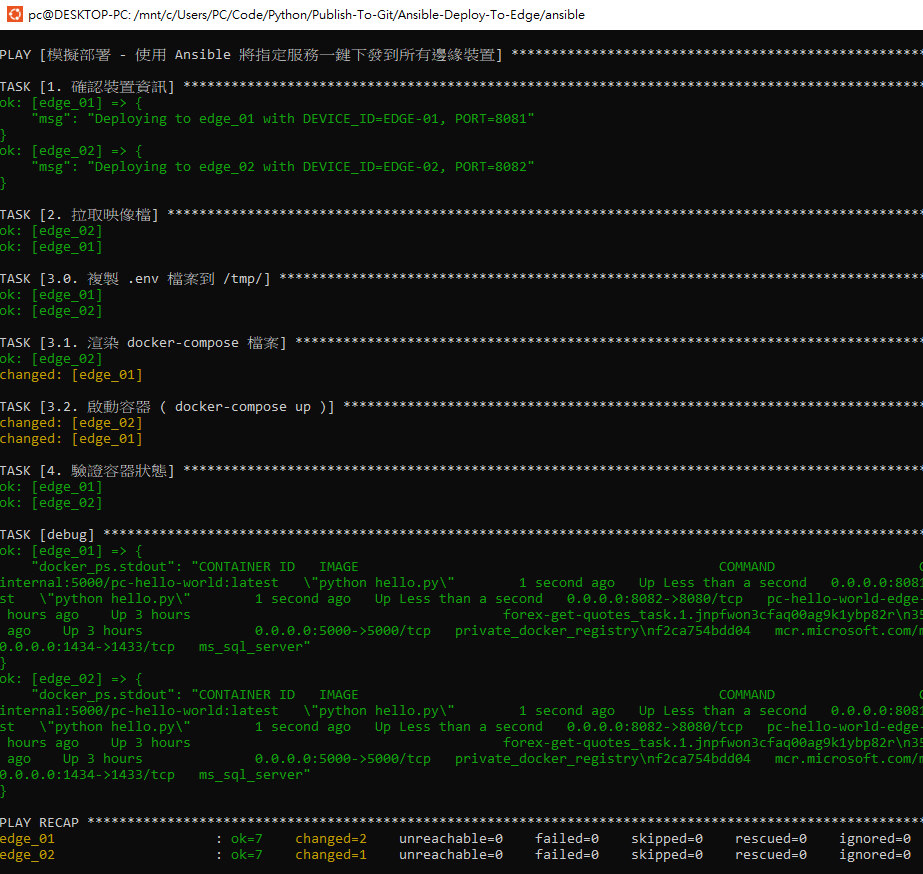 pc@DESKTOP-PC: /mnt/c/Users/PC/Code/Python/Publish-To-Git/Ansible-Deploy-To-Edge/ansible
PLAY [模擬部署 - 使用 Ansible 將指定服務一鍵下發到所有邊緣裝置] ****************************************************
TASK [1. 確認裝置資訊] *********************************************************************************************
ok: [edge_01] => {
    "msg": "Deploying to edge_01 with DEVICE_ID=EDGE-01, PORT=8081"
}
ok: [edge_02] => {
    "msg": "Deploying to edge_02 with DEVICE_ID=EDGE-02, PORT=8082"
}
TASK [2. 拉取映像檔] ***********************************************************************************************
ok: [edge_02]
ok: [edge_01]
TASK [3.0. 複製 .env 檔案到 /tmp/] *********************************************************************************
ok: [edge_01]
ok: [edge_02]
TASK [3.1. 渲染 docker-compose 檔案] *******************************************************************************
ok: [edge_02]
changed: [edge_01]
TASK [3.2. 啟動容器 ( docker-compose up )] *************************************************************************
changed: [edge_02]
changed: [edge_01]
TASK [4. 驗證容器狀態] *********************************************************************************************
ok: [edge_01]
ok: [edge_02]
TASK [debug] *******************************************************************************************************
ok: [edge_01] => {
    "docker_ps.stdout": "CONTAINER ID   IMAGE                                             COMMAND                  C
internal:5000/pc-hello-world:latest   \"python hello.py\"        1 second ago   Up Less than a second   0.0.0.0:8081
st   \"python hello.py\"        1 second ago   Up Less than a second   0.0.0.0:8082->8080/tcp   pc-hello-world-edge-
 hours ago    Up 3 hours                                       forex-get-quotes_task.1.jnpfwon3cfaq00ag9k1ybp82r\n35
 ago    Up 3 hours              0.0.0.0:5000->5000/tcp   private_docker_registry\nf2ca754bdd04   mcr.microsoft.com/m
0.0.0.0:1434->1433/tcp   ms_sql_server"
}
ok: [edge_02] => {
    "docker_ps.stdout": "CONTAINER ID   IMAGE                                             COMMAND                  C
internal:5000/pc-hello-world:latest   \"python hello.py\"        1 second ago   Up Less than a second   0.0.0.0:8081
st   \"python hello.py\"        1 second ago   Up Less than a second   0.0.0.0:8082->8080/tcp   pc-hello-world-edge-
 hours ago    Up 3 hours                                       forex-get-quotes_task.1.jnpfwon3cfaq00ag9k1ybp82r\n35
 ago    Up 3 hours              0.0.0.0:5000->5000/tcp   private_docker_registry\nf2ca754bdd04   mcr.microsoft.com/m
0.0.0.0:1434->1433/tcp   ms_sql_server"
}
PLAY RECAP *********************************************************************************************************
edge_01                    : ok=7    changed=2    unreachable=0    failed=0    skipped=0    rescued=0    ignored=0
edge_02                    : ok=7    changed=1    unreachable=0    failed=0    skipped=0    rescued=0    ignored=0